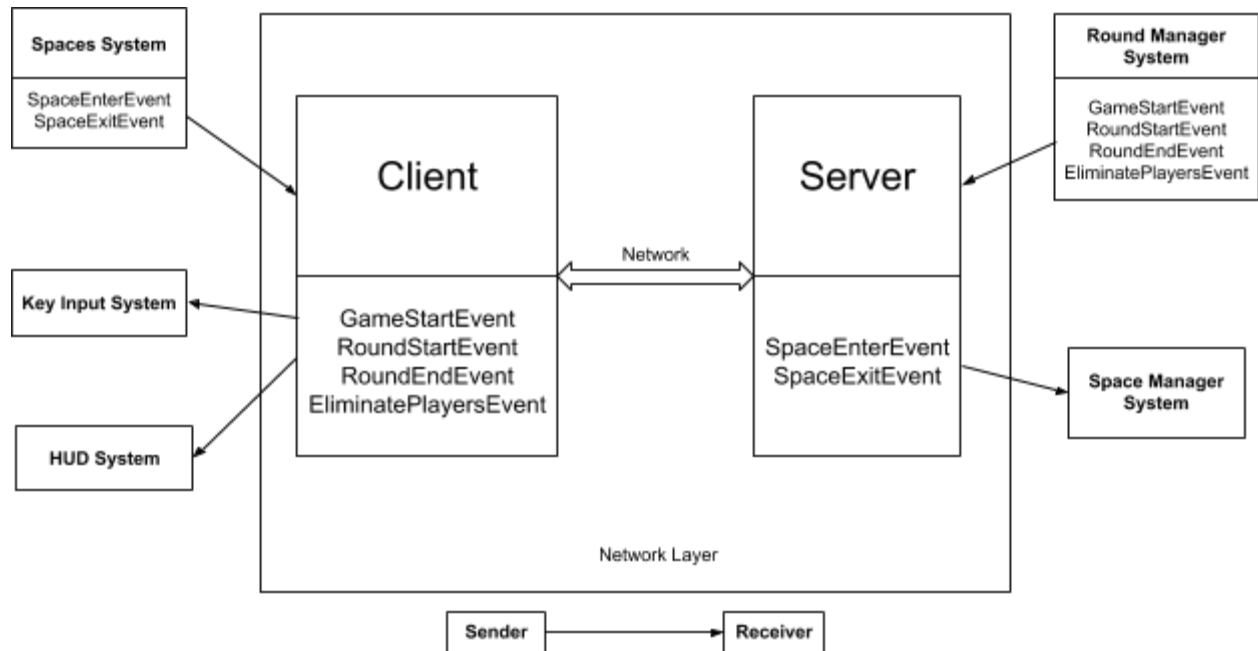 Spaces System
SpaceEnterEvent
SpaceExitEvent
Round Manager
System
GameStartEvent
RoundStartEvent
RoundEndEvent
EliminatePlayersEvent
Client
Server
Network
Key Input System
GameStartEvent
RoundStartEvent
RoundEndEvent
EliminatePlayersEvent
SpaceEnterEvent
SpaceExitEvent
Space Manager
System
HUD System
Network Layer
Sender
Receiver